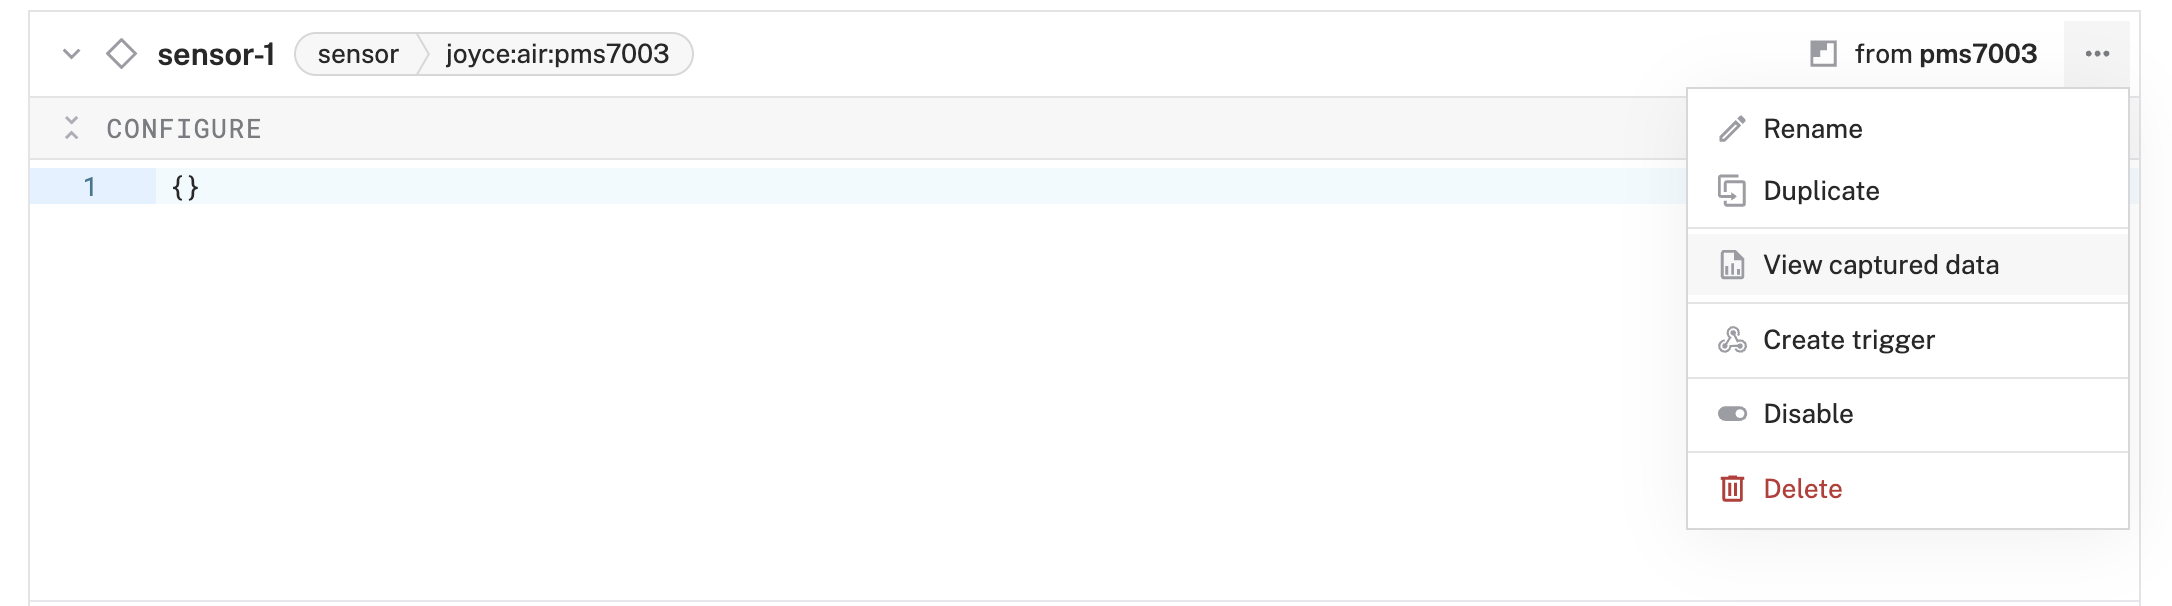 sensor-1 sensor joyce:air:pms7003 from pms7003 ...
CONFIGURE
1 {}
Rename
Duplicate
View captured data
Create trigger
Disable
Delete